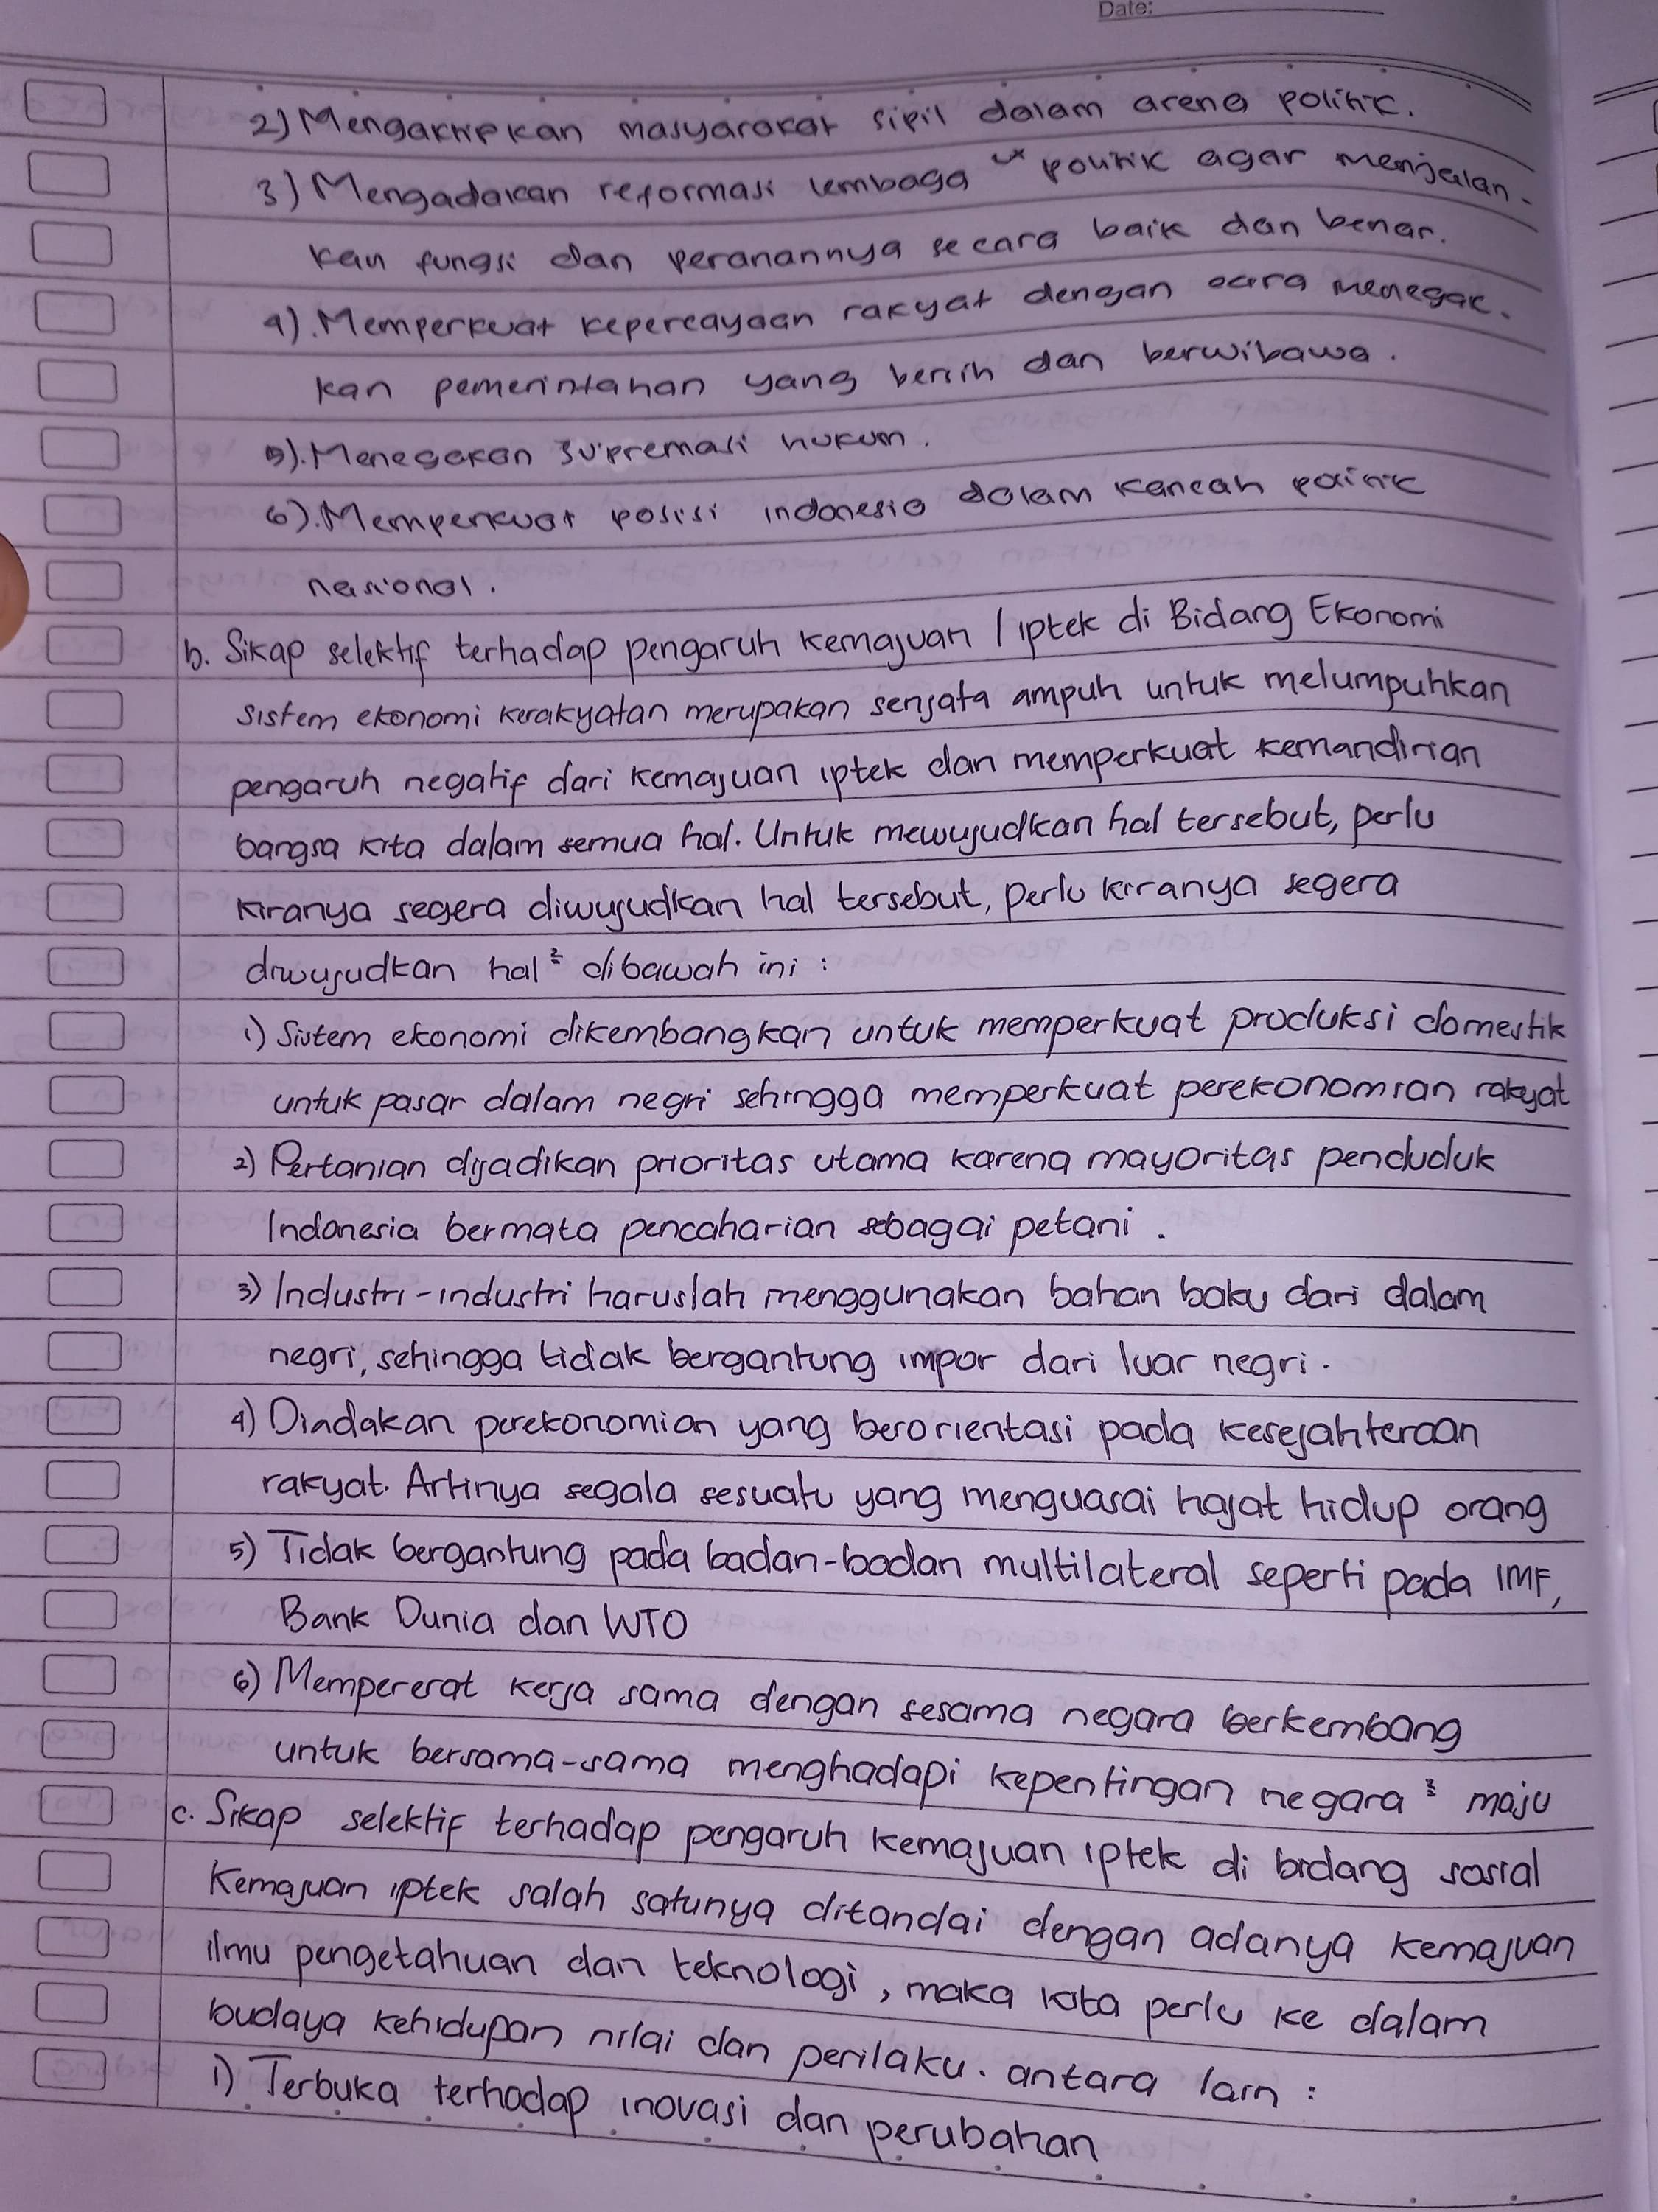 Date:
2) Mengaktifkan masyarakat sipil dalam arena politik.
3) Mengadakan reformasi lembaga politik agar menjalan-
kan fungsi dan peranannya secara baik dan benar.
4). Memperkuat kepercayaan rakyat dengan cara menegak-
kan pemerintahan yang bersih dan berwibawa.
5). Menegakan supremasi hukum.
6). Memperkuat posisi indonesia dalam kancah politik
nasional.
b. Sikap selektif terhadap pengaruh kemajuan / iptek di Bidang Ekonomi
sistem ekonomi kerakyatan merupakan senjata ampuh untuk melumpuhkan
pengaruh negatif dari kemajuan iptek dan memperkuat kemandirian
bangsa kita dalam semua hal. Untuk mewujudkan hal tersebut, perlu
kiranya segera diwujudkan hal tersebut, perlu kiranya segera
diwujudkan hal² dibawah ini :
1) Sistem ekonomi dikembangkan untuk memperkuat produksi domestik
untuk pasar dalam negri sehingga memperkuat perekonomian rakyat
2) Pertanian dijadikan prioritas utama karena mayoritas penduduk
Indonesia bermata pencaharian sebagai petani.
3) Industri-industri haruslah menggunakan bahan baku dari dalam
negri, sehingga tidak bergantung impor dari luar negri.
4) Diadakan perekonomian yang berorientasi pada kesejahteraan
rakyat. Artinya segala sesuatu yang menguasai hajat hidup orang
5) Tidak bergantung pada badan-badan multilateral seperti pada IMF,
Bank Dunia dan WTO
6) Mempererat kerja sama dengan sesama negara berkembang
untuk bersama-sama menghadapi kepentingan negara² maju
c. Sikap selektif terhadap pengaruh kemajuan iptek di bidang sosial
Kemajuan iptek salah satunya ditandai dengan adanya kemajuan
ilmu pengetahuan dan teknologi, maka kita perlu ke dalam
budaya kehidupan nilai dan perilaku. antara lain :
1) Terbuka terhadap inovasi dan perubahan